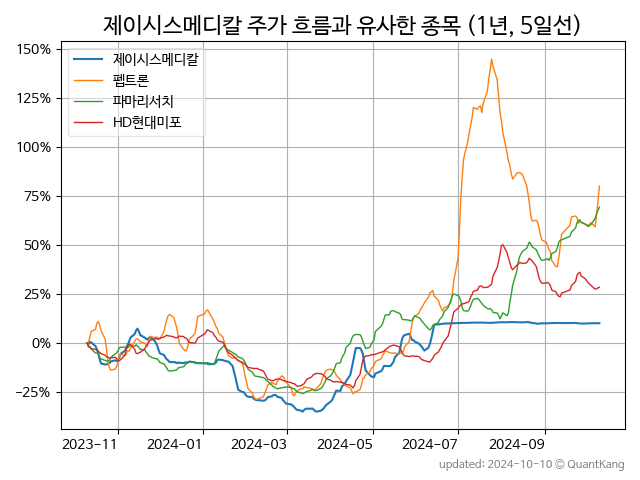 제이시스메디칼 주가 흐름과 유사한 종목 (1년, 5일선)
150%
125%
100%
75%
50%
25%
0%
−25%
제이시스메디칼
펩트론
파마리서치
HD현대미포
2023-11
2024-01
2024-03
2024-05
2024-07
2024-09
updated: 2024-10-10 © QuantKang